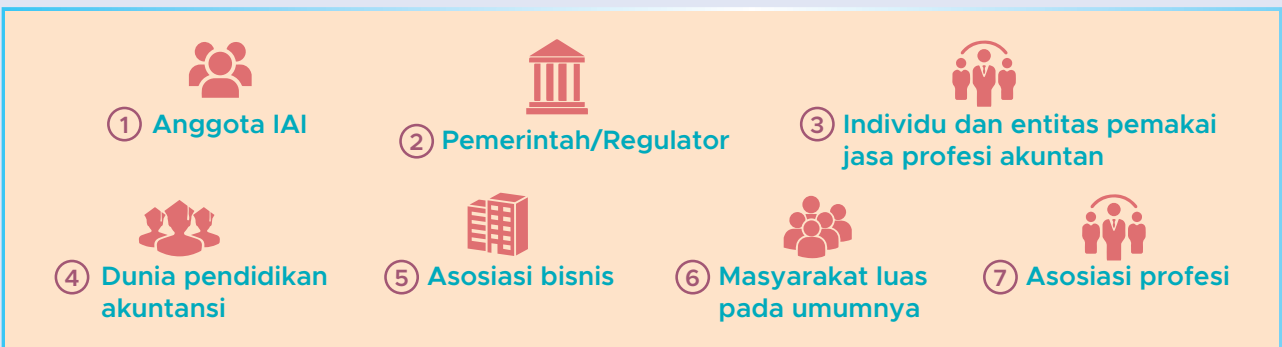 1 Anggota IAI
2 Pemerintah/Regulator
3 Individu dan entitas pemakai
jasa profesi akuntan
4 Dunia pendidikan
akuntansi
5 Asosiasi bisnis
6 Masyarakat luas
pada umumnya
7 Asosiasi profesi